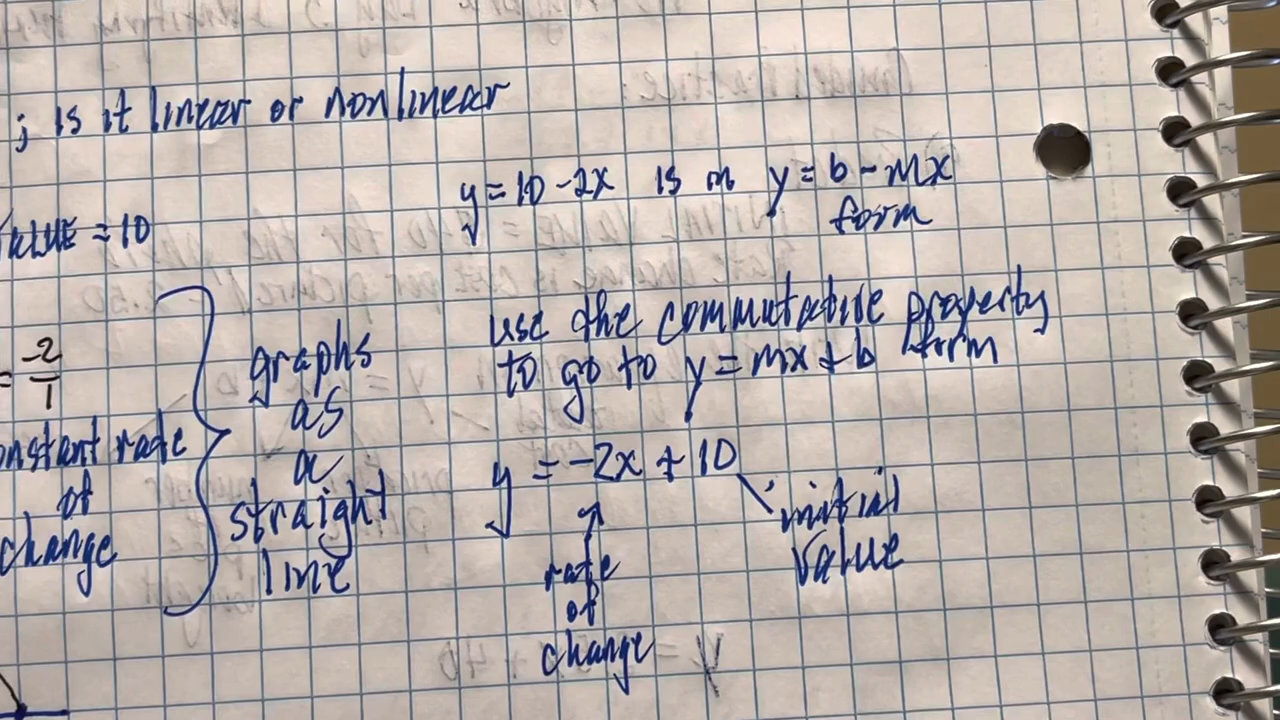 ; is it linear or nonlinear
y = 10 - 2x is in y = b - mx
form
Value = 10
= -2/1
constant rate
of
change
graphs
as
a
straight
line
use the commutative property
to go to y = mx + b form
y = -2x + 10
initial
value
rate
of
change